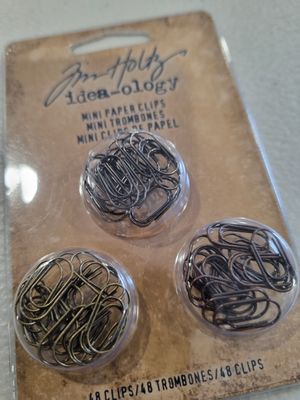 Tim Holtz
idea-ology
MINI PAPER CLIPS
MINI TROMBONES
MINI CLIPS DE PAPEL
48 CLIPS/48 TROMBONES/48 CLIPS